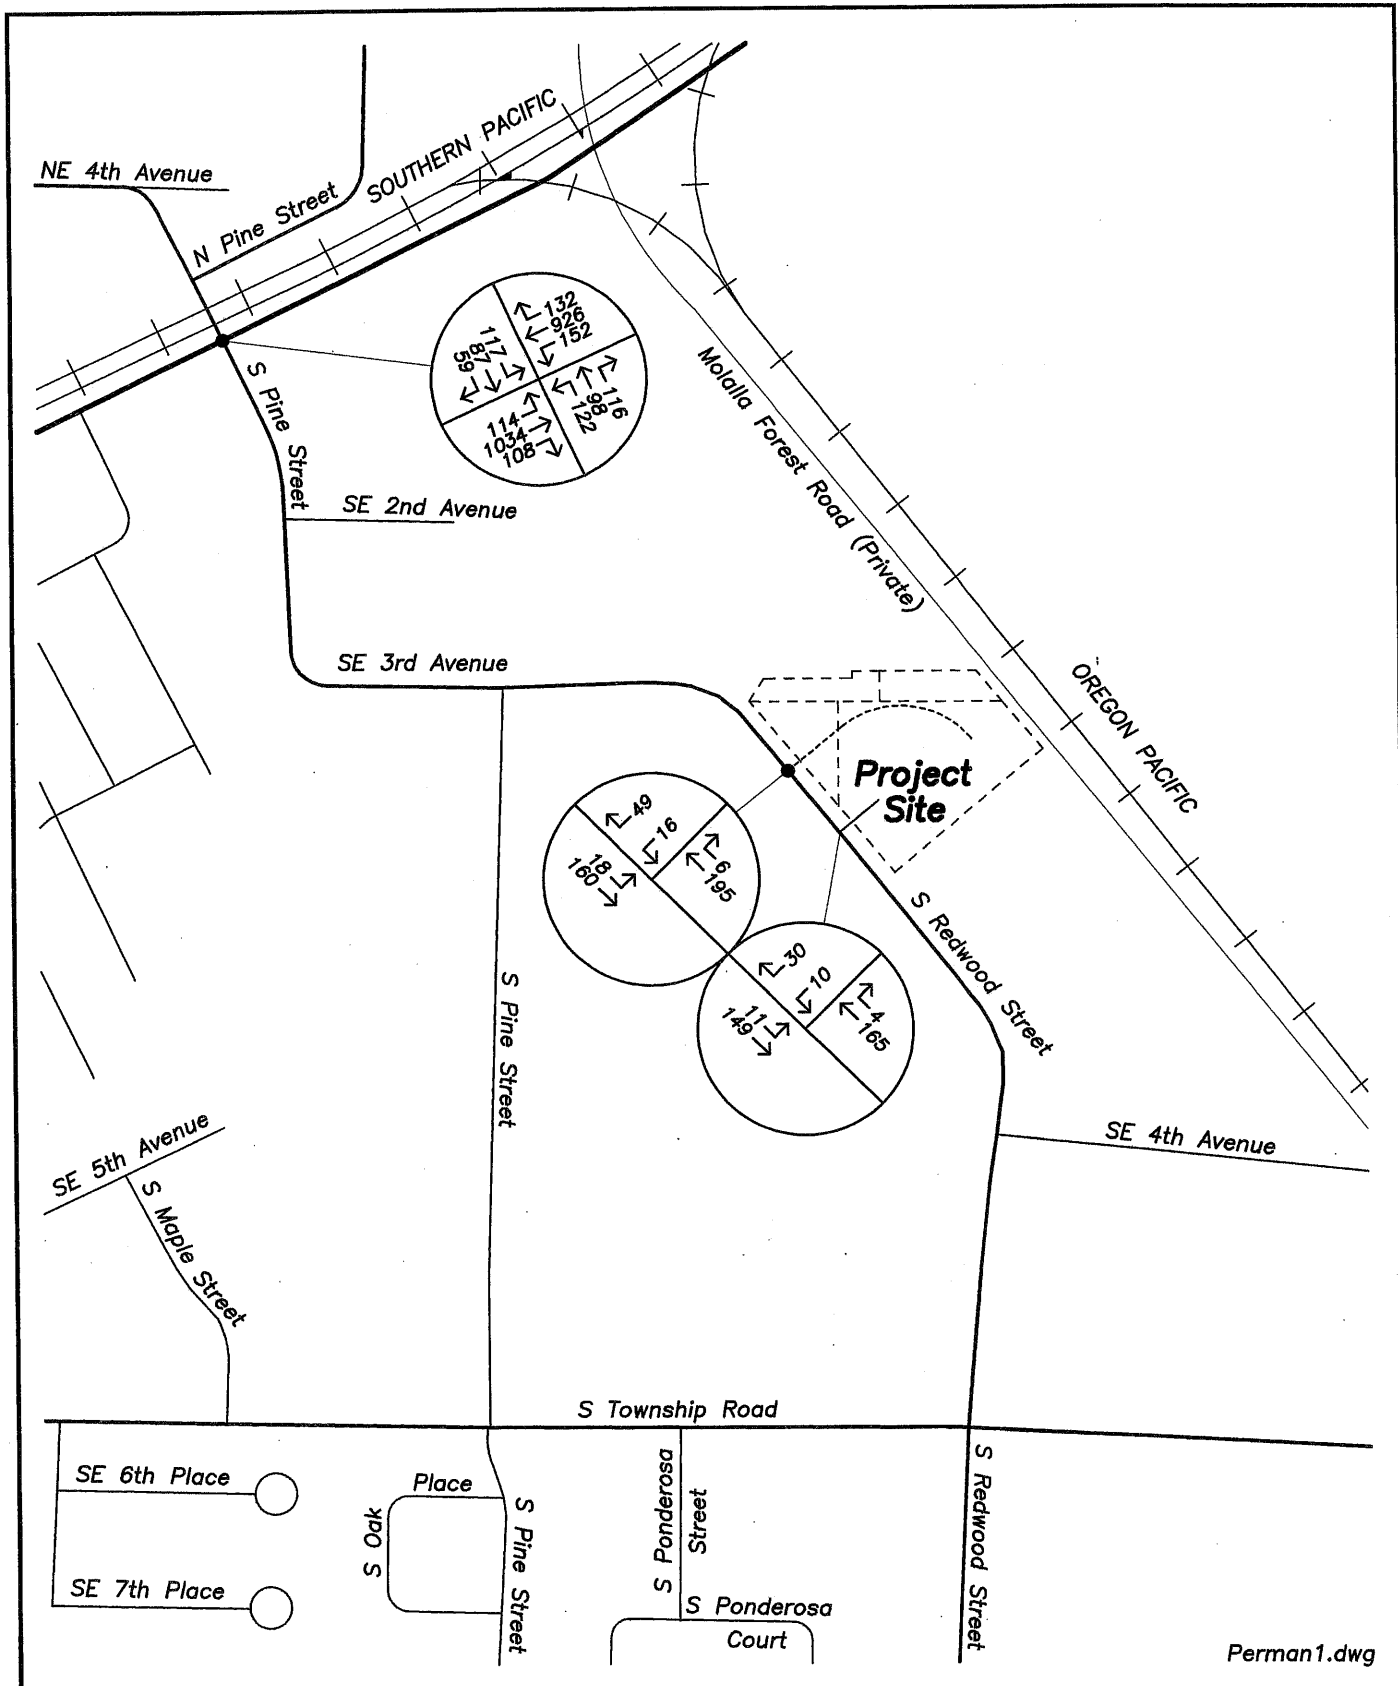 NE 4th Avenue
N Pine Street
SOUTHERN PACIFIC
132
926
152
117
87
59
116
98
122
114
1034
108
S Pine Street
SE 2nd Avenue
Molalla Forest Road (Private)
SE 3rd Avenue
OREGON PACIFIC
Project
Site
49
16
18
160
6
195
30
10
11
149
4
165
S Redwood Street
S Pine Street
SE 4th Avenue
SE 5th Avenue
S Maple Street
S Township Road
SE 6th Place
SE 7th Place
Place
S Oak
S Pine Street
S Ponderosa
Street
S Ponderosa
Court
S Redwood Street
Perman1.dwg